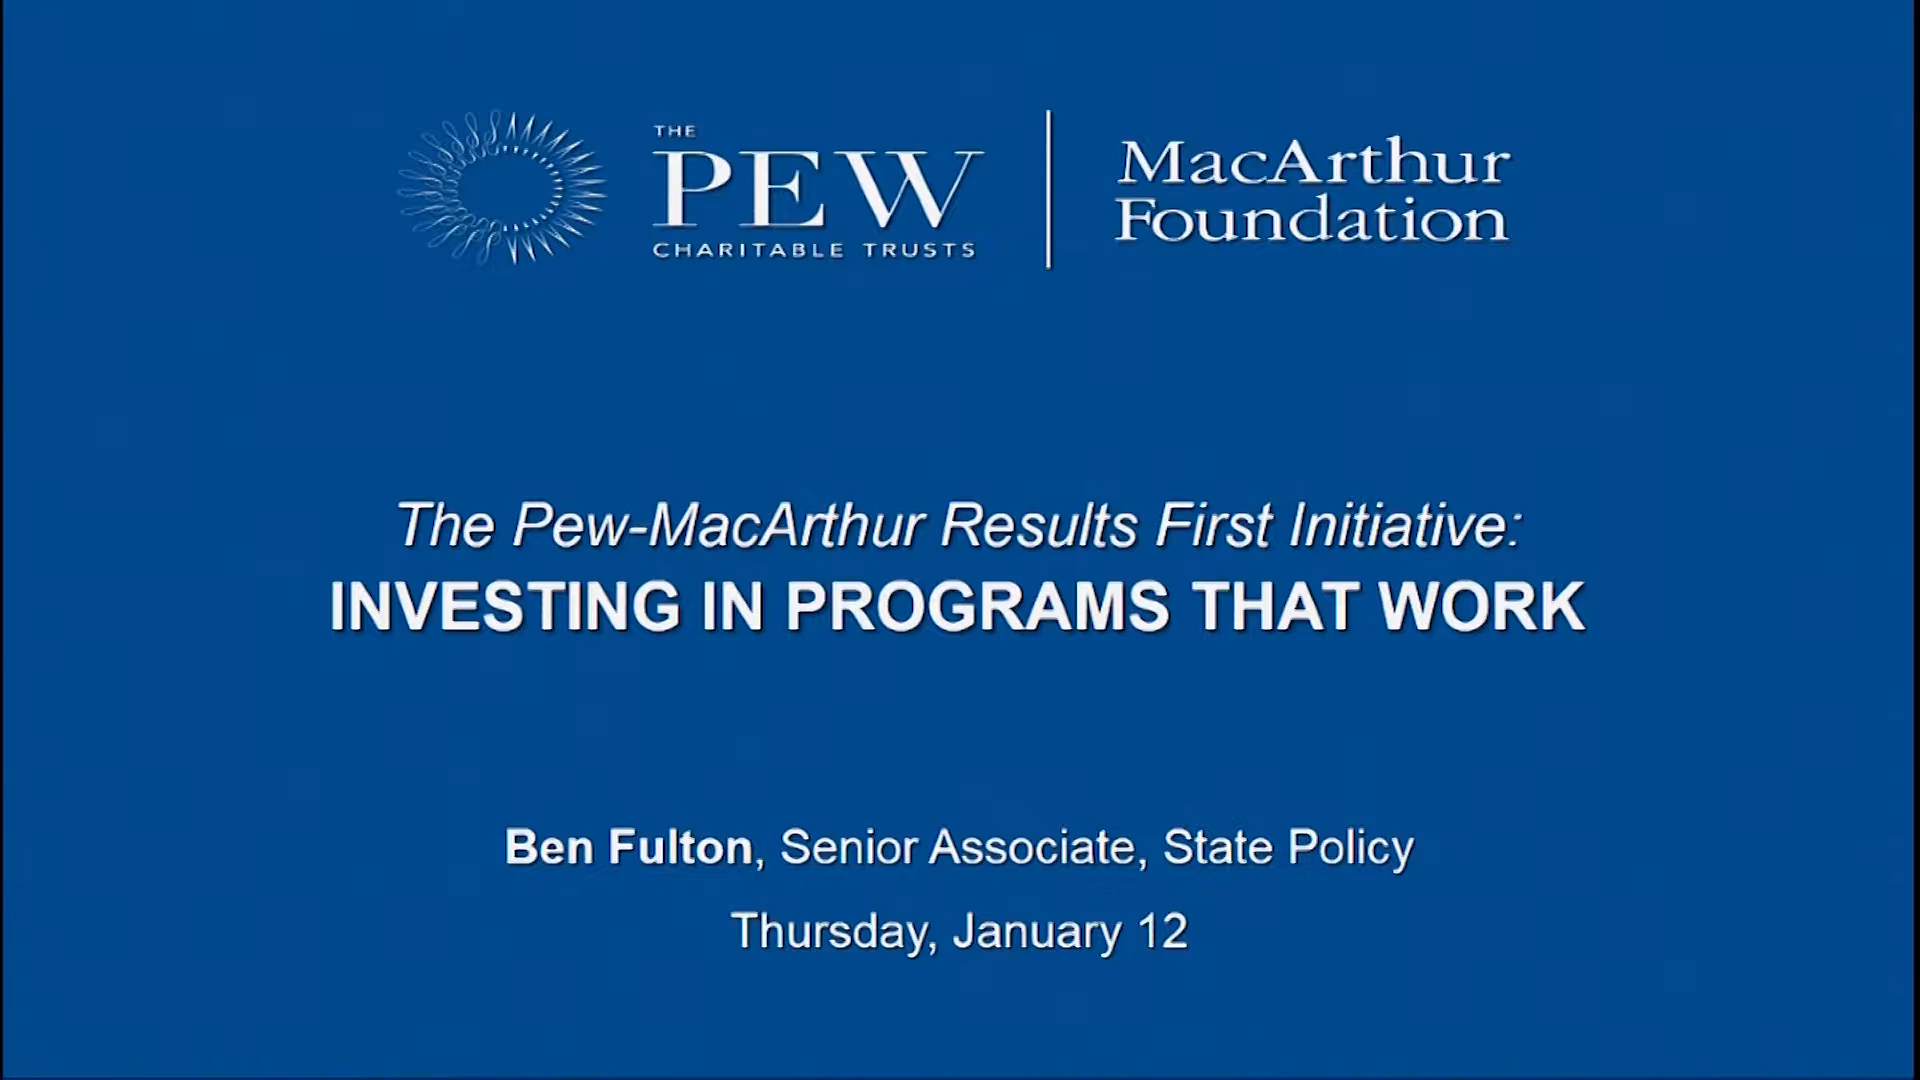 THE
PEW
CHARITABLE TRUSTS
MacArthur
Foundation
The Pew-MacArthur Results First Initiative:
INVESTING IN PROGRAMS THAT WORK
Ben Fulton, Senior Associate, State Policy
Thursday, January 12